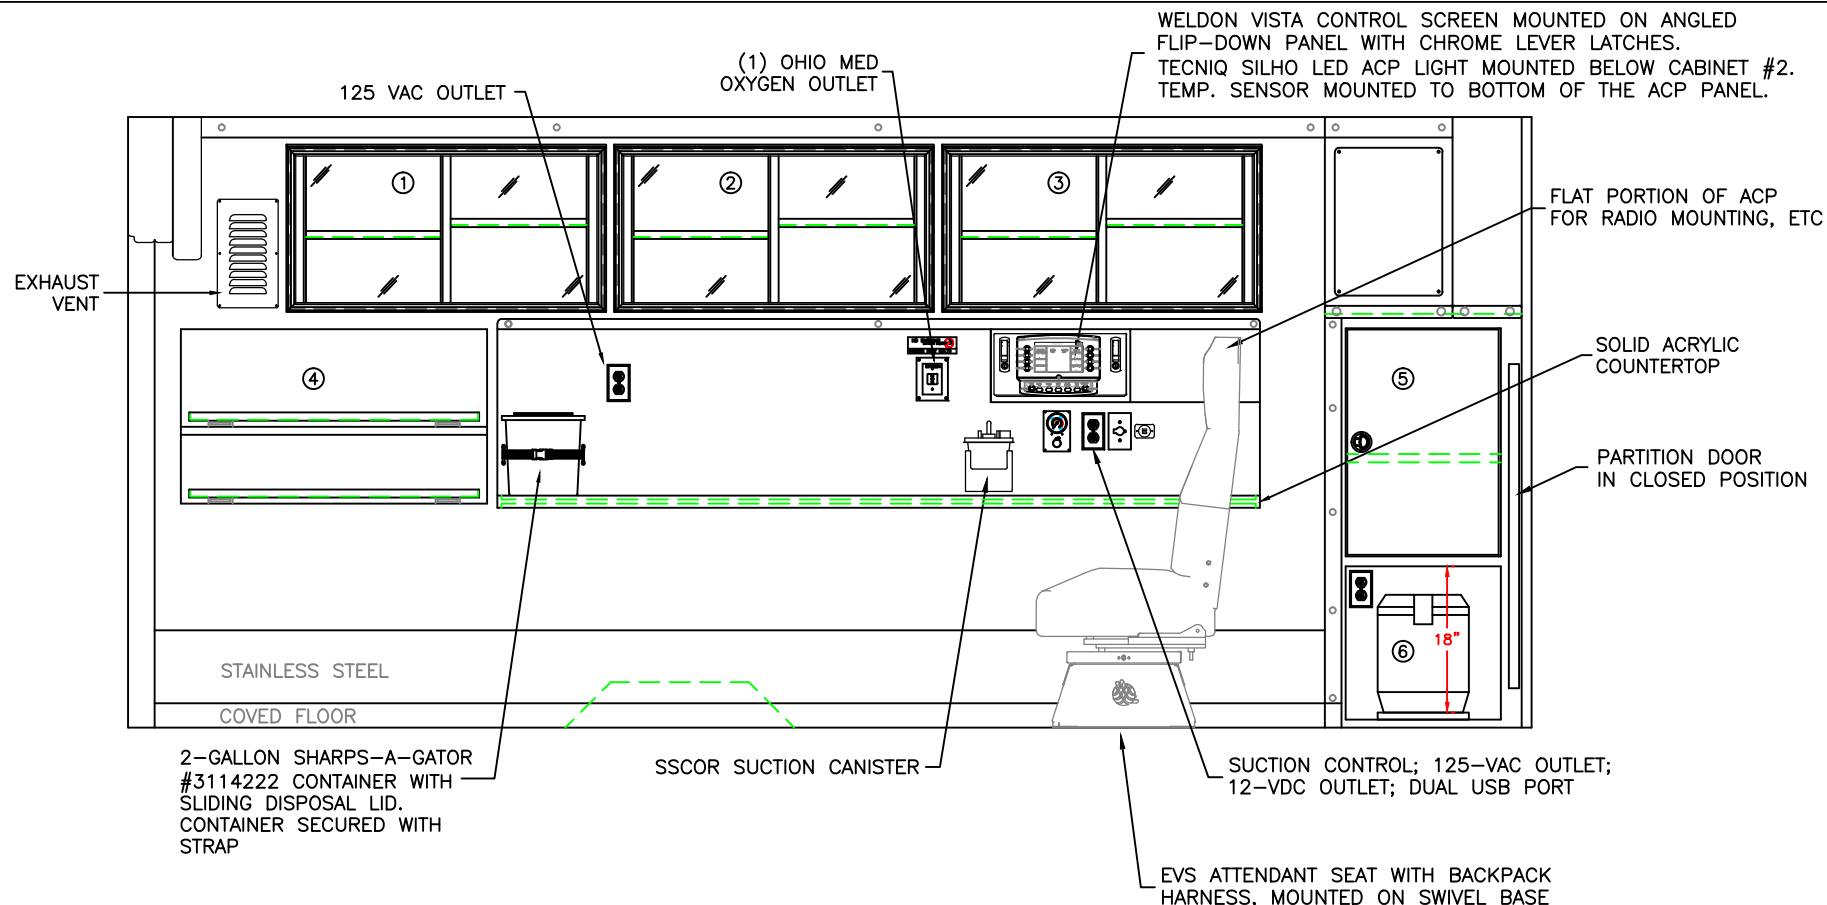 WELDON VISTA CONTROL SCREEN MOUNTED ON ANGLED
FLIP-DOWN PANEL WITH CHROME LEVER LATCHES.
TECNIQ SILHO LED ACP LIGHT MOUNTED BELOW CABINET #2.
TEMP. SENSOR MOUNTED TO BOTTOM OF THE ACP PANEL.
(1) OHIO MED
OXYGEN OUTLET
125 VAC OUTLET
1
2
3
FLAT PORTION OF ACP
FOR RADIO MOUNTING, ETC
EXHAUST
VENT
SOLID ACRYLIC
COUNTERTOP
4
5
PARTITION DOOR
IN CLOSED POSITION
18"
6
STAINLESS STEEL
COVED FLOOR
2-GALLON SHARPS-A-GATOR
#3114222 CONTAINER WITH
SLIDING DISPOSAL LID.
CONTAINER SECURED WITH
STRAP
SSCOR SUCTION CANISTER
SUCTION CONTROL; 125-VAC OUTLET;
12-VDC OUTLET; DUAL USB PORT
EVS ATTENDANT SEAT WITH BACKPACK
HARNESS, MOUNTED ON SWIVEL BASE